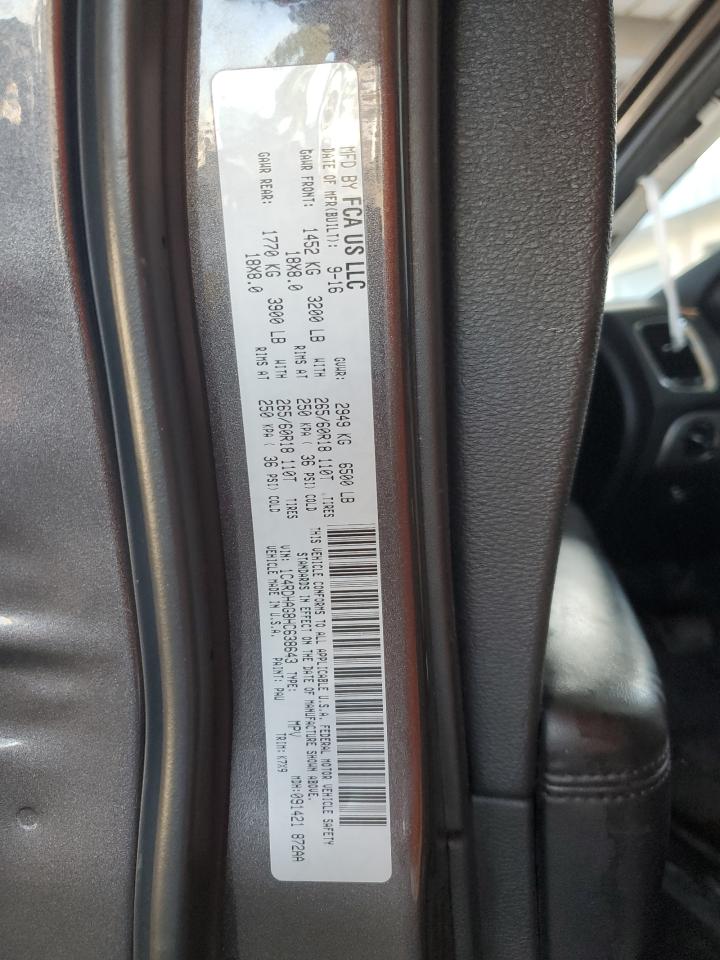 MFD BY FCA US LLC
DATE OF MFR(BUILT): 9-16 GVWR: 2949 KG 6500 LB
GAWR FRONT: 1452 KG 3200 LB WITH 265/60R18 110T TIRES
18X8.0 RIMS AT 250 KPA ( 36 PSI) COLD
GAWR REAR: 1770 KG 3900 LB WITH 265/60R18 110T TIRES
18X8.0 RIMS AT 250 KPA ( 36 PSI) COLD
THIS VEHICLE CONFORMS TO ALL APPLICABLE U.S.A. FEDERAL MOTOR VEHICLE SAFETY
STANDARDS IN EFFECT ON THE DATE OF MANUFACTURE SHOWN ABOVE.
VIN: 1C4RDHAG8HC638643 TYPE: MPV MDH:091421 872AA
VEHICLE MADE IN U.S.A. PAINT: PAU TRIM:K7X9